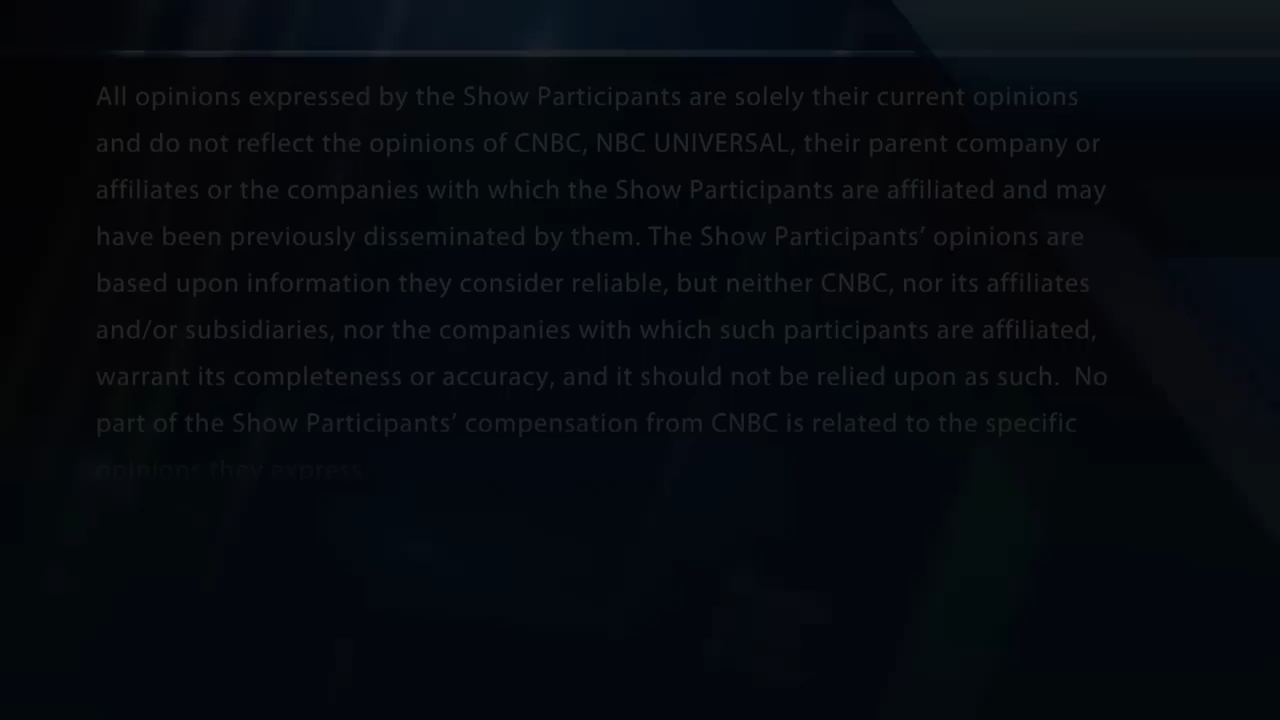 All opinions expressed by the Show Participants are solely their current opinions
and do not reflect the opinions of CNBC, NBC UNIVERSAL, their parent company or
affiliates or the companies with which the Show Participants are affiliated and may
have been previously disseminated by them. The Show Participants’ opinions are
based upon information they consider reliable, but neither CNBC, nor its affiliates
and/or subsidiaries, nor the companies with which such participants are affiliated,
warrant its completeness or accuracy, and it should not be relied upon as such.  No
part of the Show Participants’ compensation from CNBC is related to the specific
opinions they express.